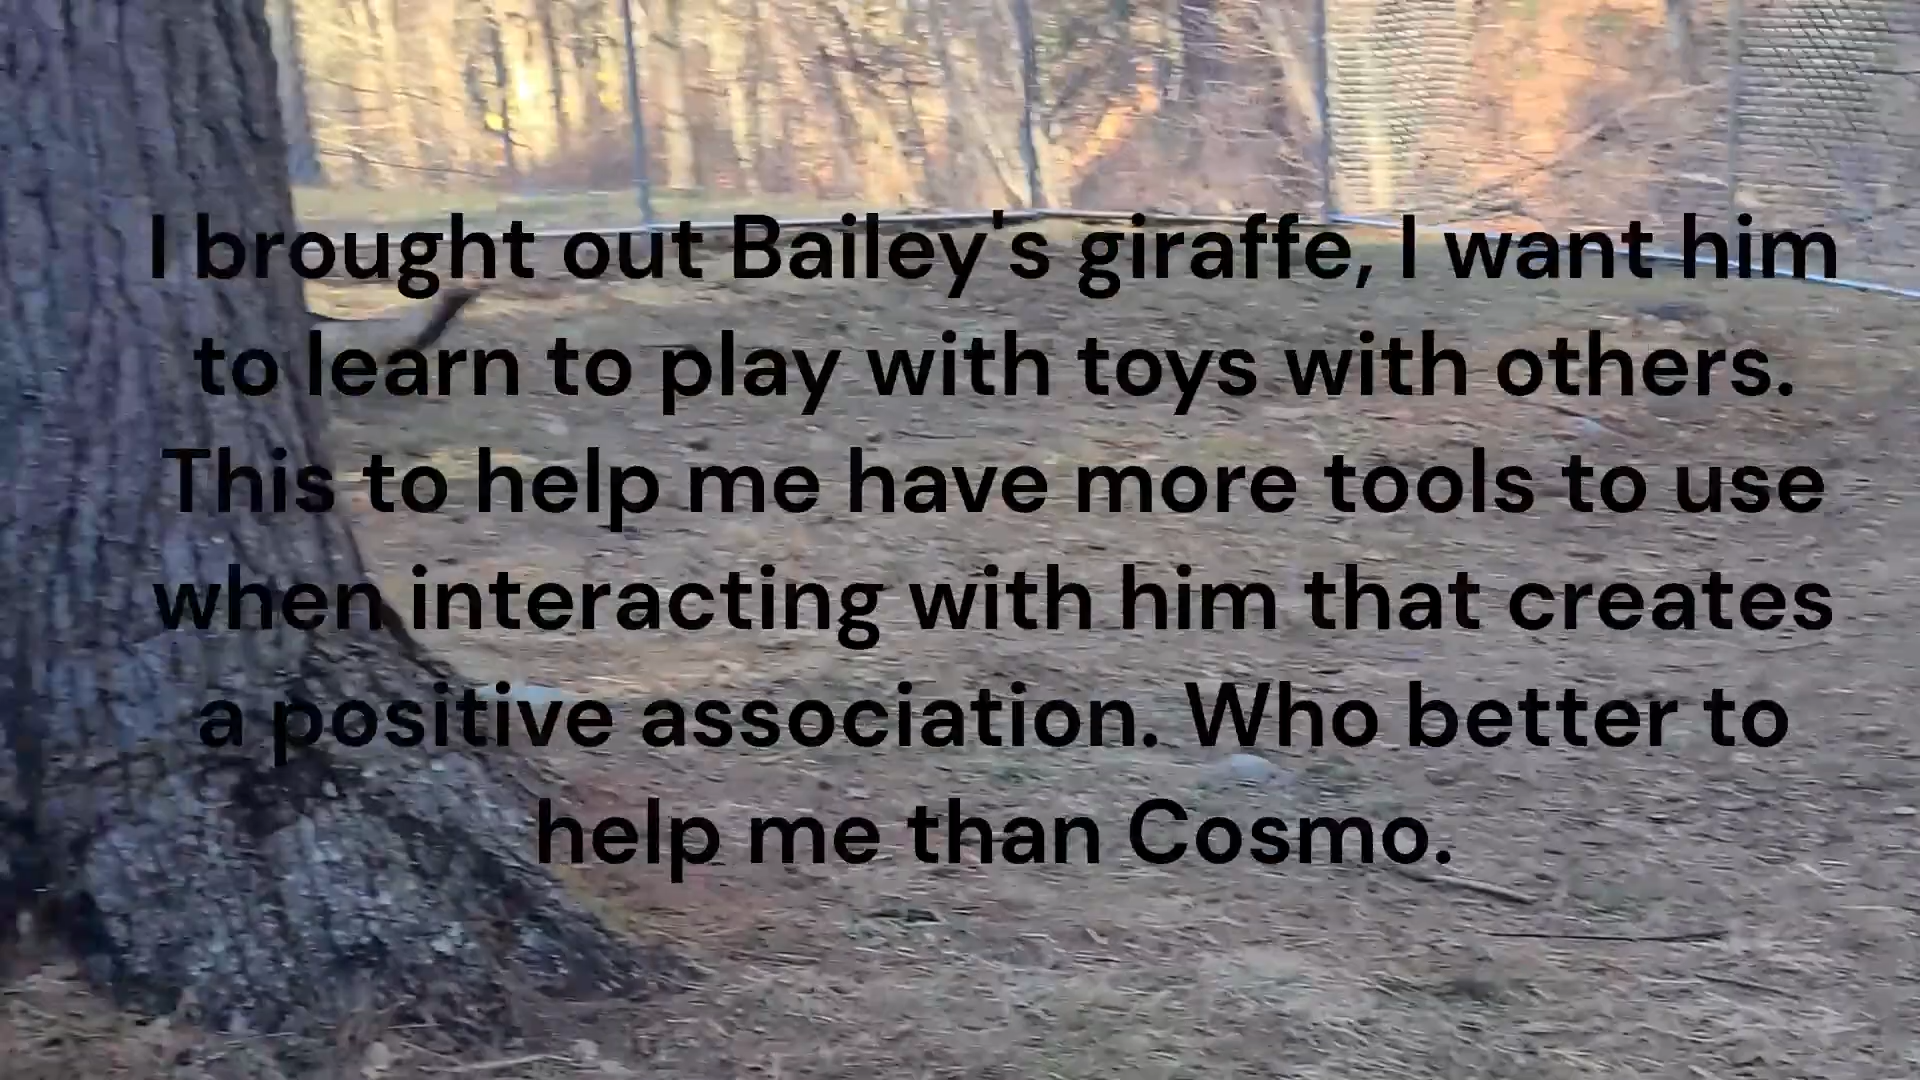 I brought out Bailey's giraffe, I want him
to learn to play with toys with others.
This to help me have more tools to use
when interacting with him that creates
a positive association. Who better to
help me than Cosmo.